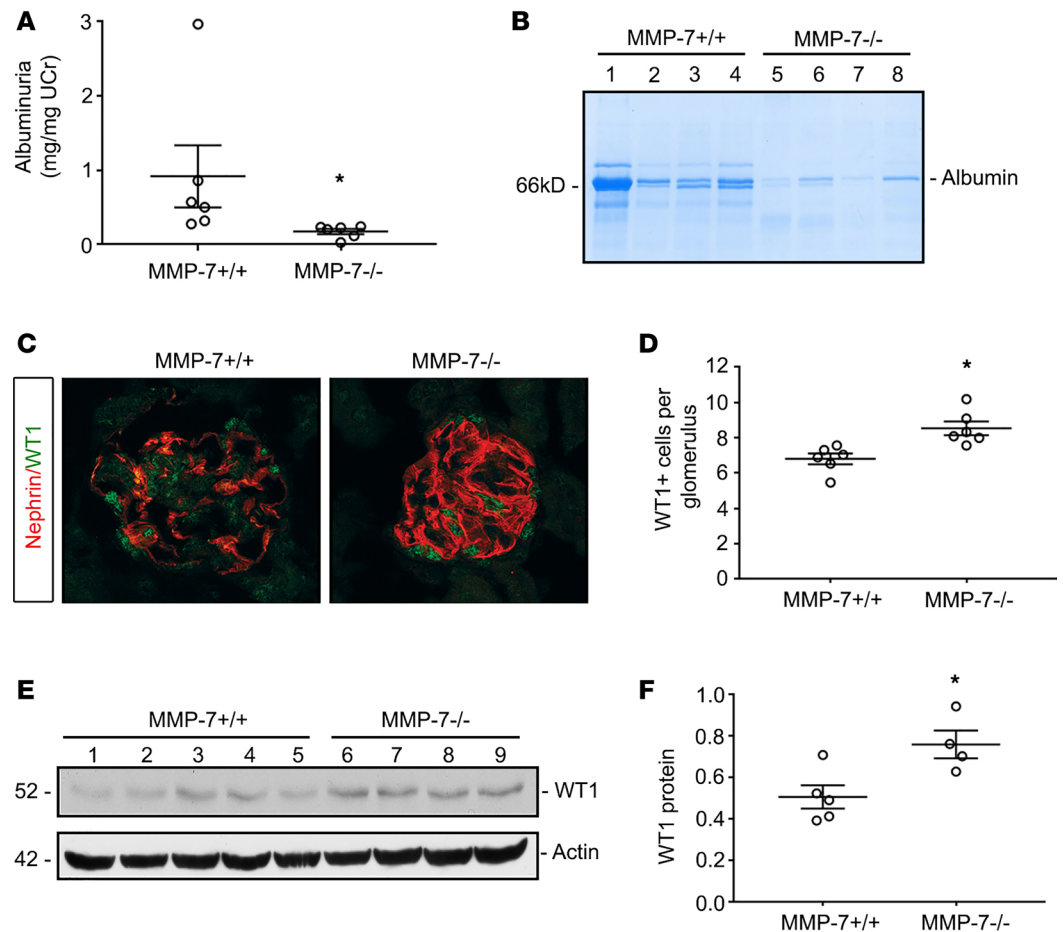 A
3
2
1
0
Albuminuria
(mg/mg UCr)
*
MMP-7+/+
MMP-7-/-
B
MMP-7+/+
MMP-7-/-
1 2 3 4 5 6 7 8
66kD -
- Albumin
C
MMP-7+/+
MMP-7-/-
Nephrin/WT1
D
12
10
8
6
4
2
0
WT1+ cells per
glomerulus
*
MMP-7+/+
MMP-7-/-
E
MMP-7+/+
MMP-7-/-
1 2 3 4 5 6 7 8 9
52 -
- WT1
42 -
- Actin
F
1.0
0.8
0.6
0.4
0.2
0.0
WT1 protein
*
MMP-7+/+
MMP-7-/-